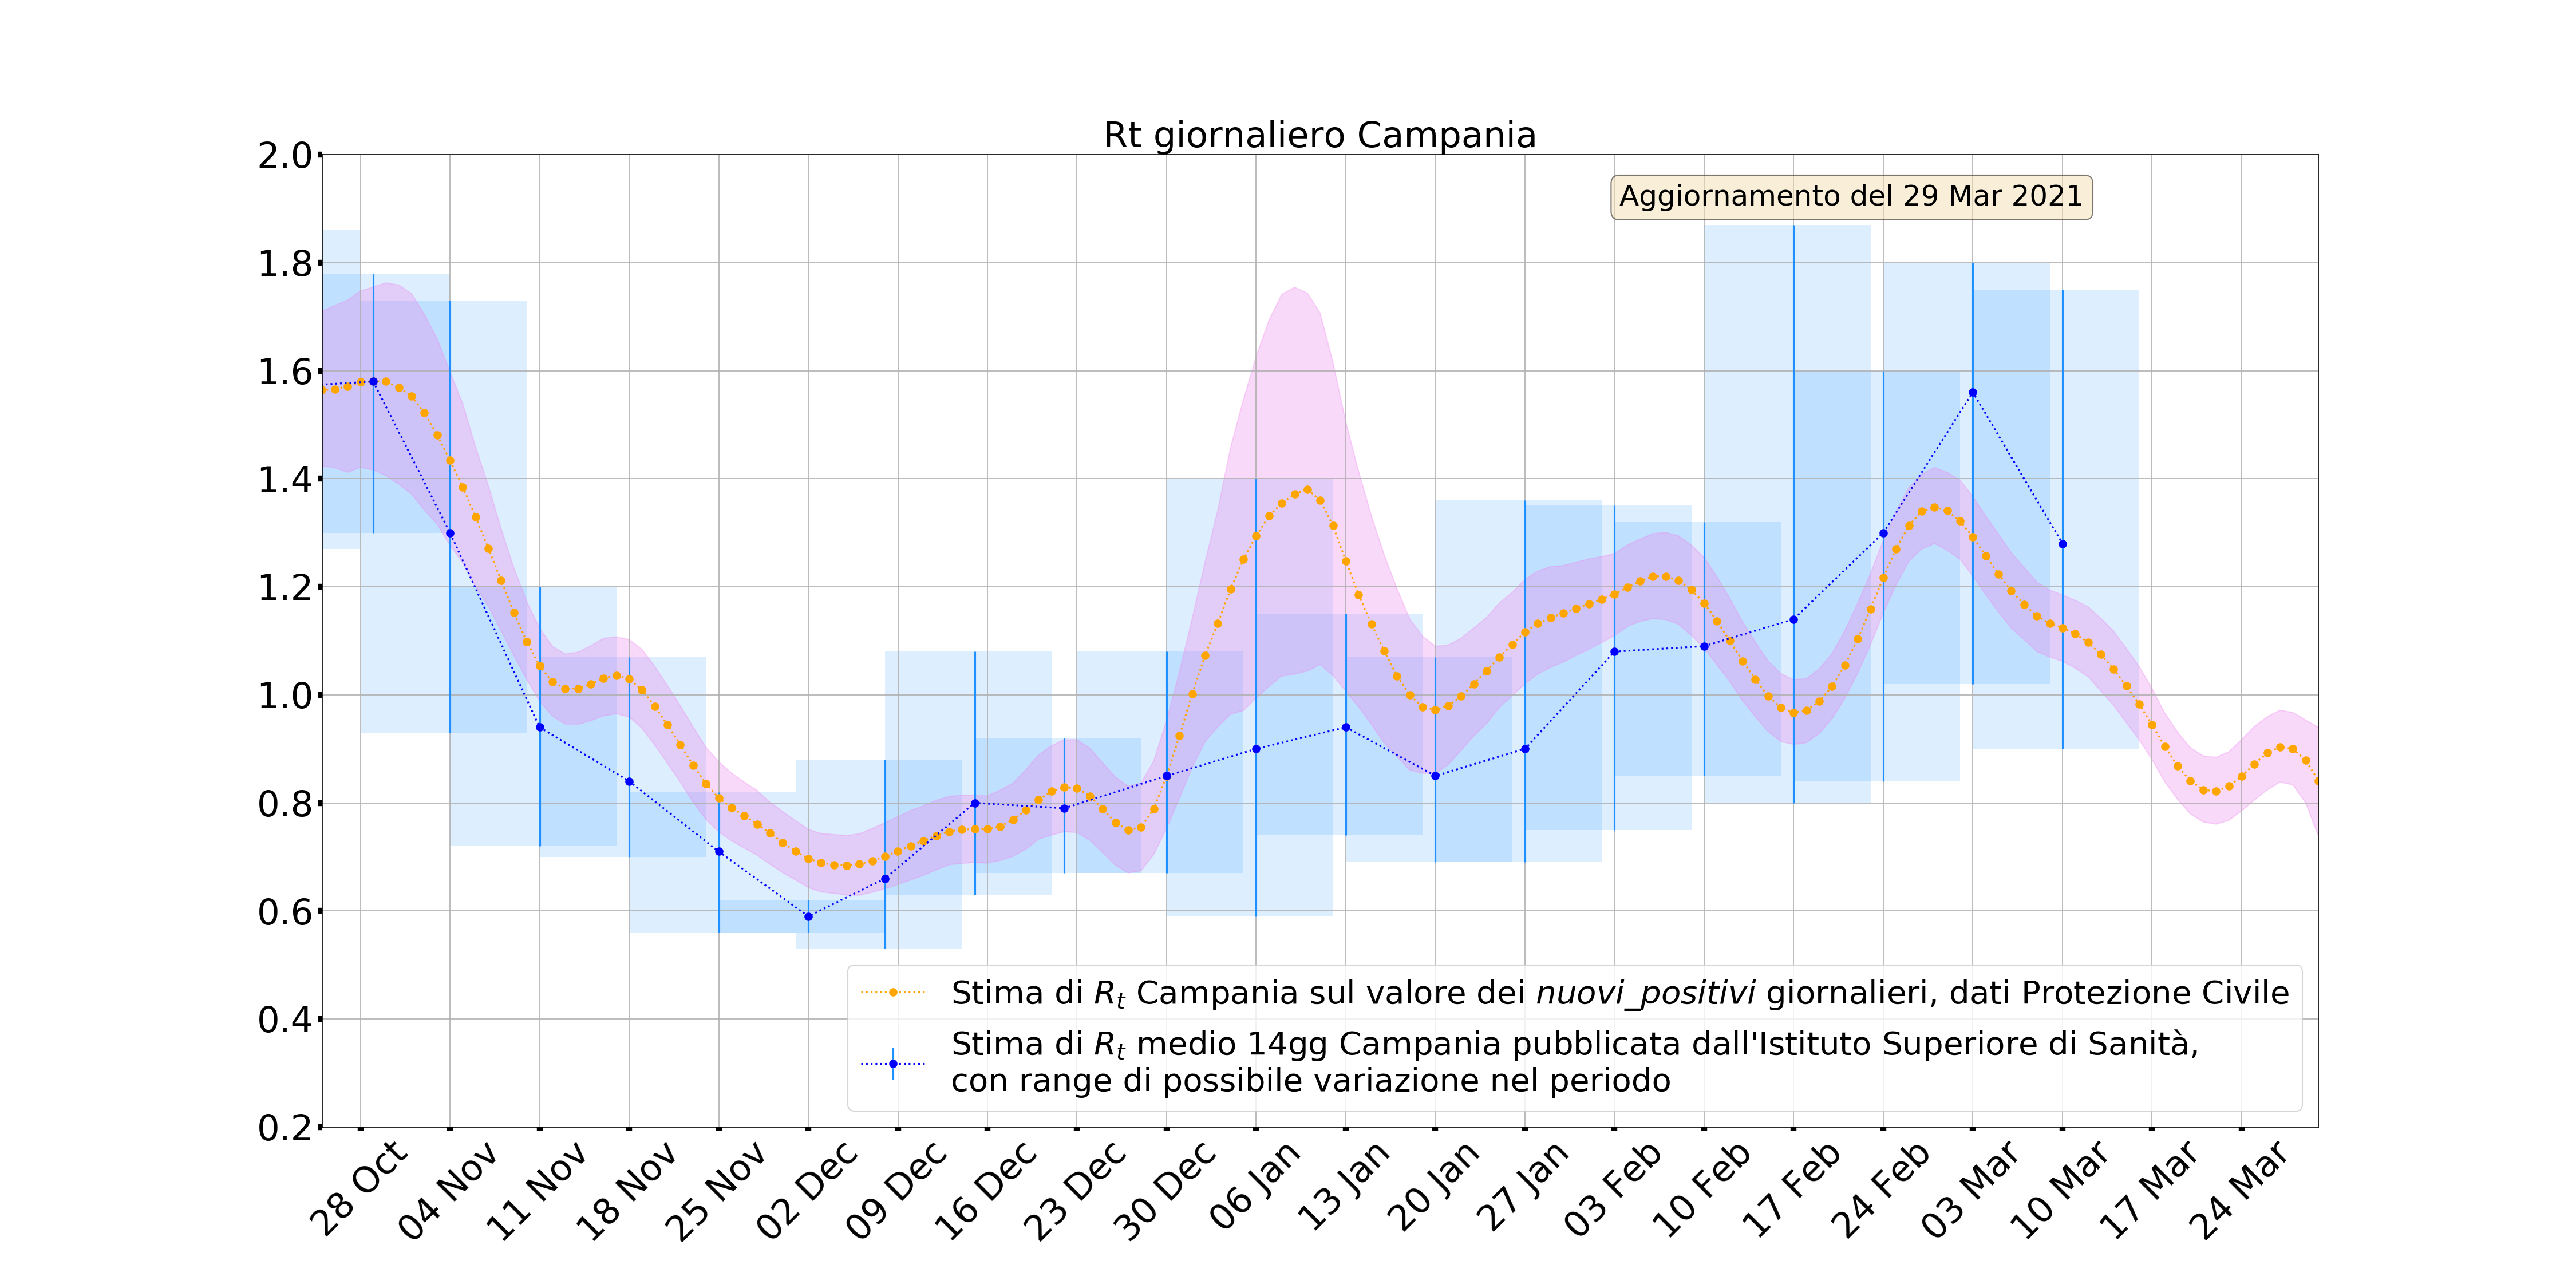 Rt giornaliero Campania
Aggiornamento del 29 Mar 2021
2.0
1.8
1.6
1.4
1.2
1.0
0.8
0.6
0.4
0.2
Stima di Rt Campania sul valore dei nuovi_positivi giornalieri, dati Protezione Civile
Stima di Rt medio 14gg Campania pubblicata dall'Istituto Superiore di Sanità,
con range di possibile variazione nel periodo
28 Oct
04 Nov
11 Nov
18 Nov
25 Nov
02 Dec
09 Dec
16 Dec
23 Dec
30 Dec
06 Jan
13 Jan
20 Jan
27 Jan
03 Feb
10 Feb
17 Feb
24 Feb
03 Mar
10 Mar
17 Mar
24 Mar